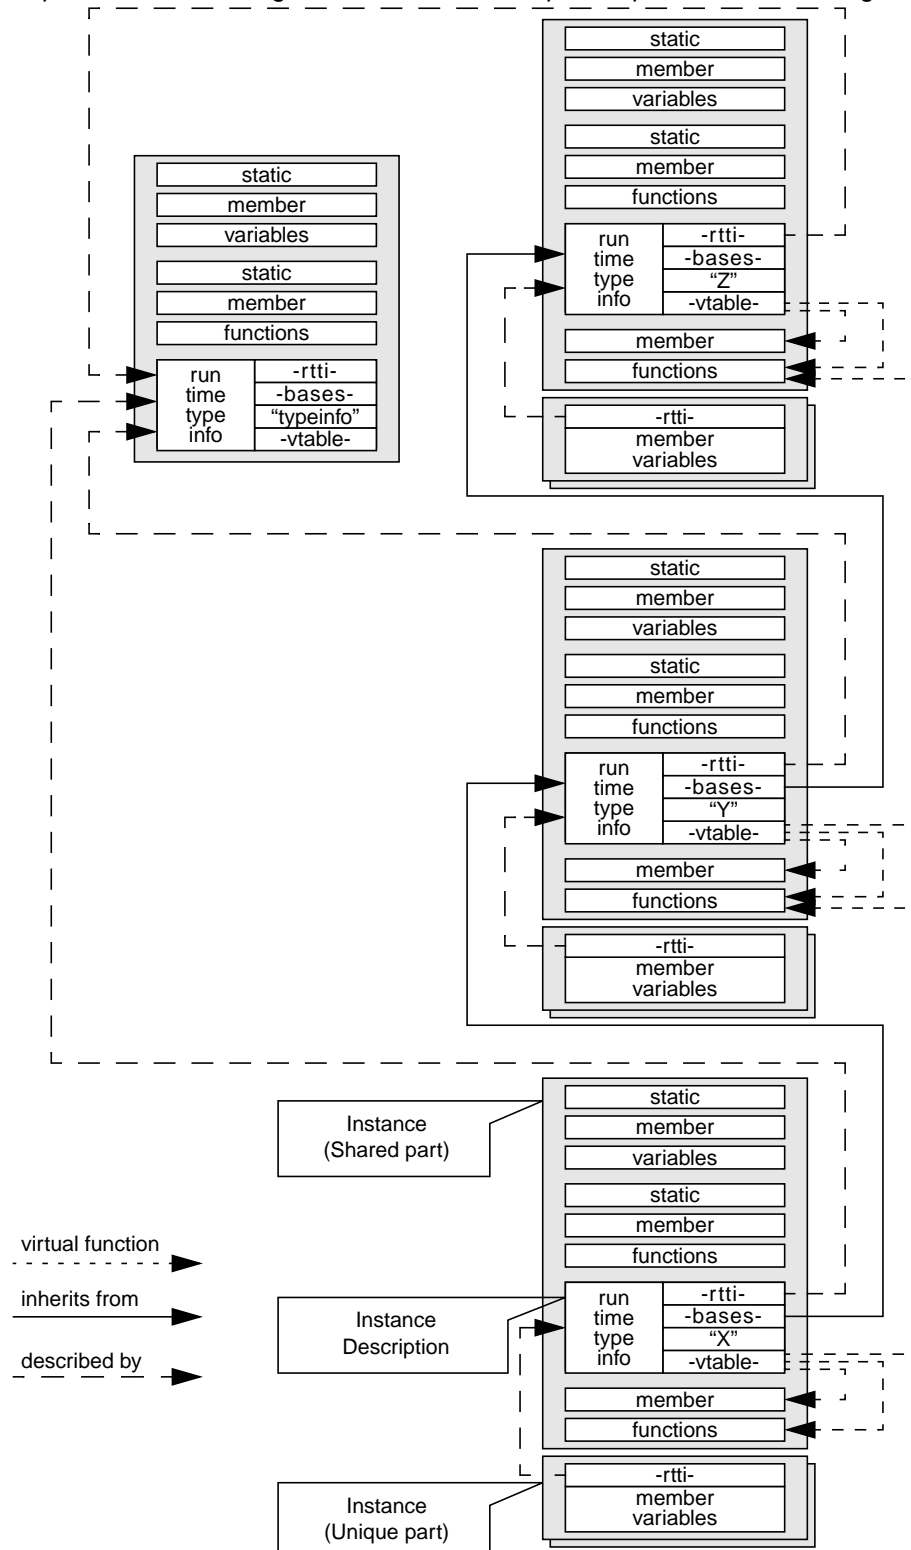 static
member
variables
static
member
functions
run
time
type
info
-rtti-
-bases-
“Z”
-vtable-
member
functions
-rtti-
member
variables
static
member
variables
static
member
functions
run
time
type
info
-rtti-
-bases-
“typeinfo”
-vtable-
static
member
variables
static
member
functions
run
time
type
info
-rtti-
-bases-
“Y”
-vtable-
member
functions
-rtti-
member
variables
Instance
(Shared part)
static
member
variables
static
member
functions
virtual function
inherits from
described by
Instance
Description
run
time
type
info
-rtti-
-bases-
“X”
-vtable-
member
functions
Instance
(Unique part)
-rtti-
member
variables